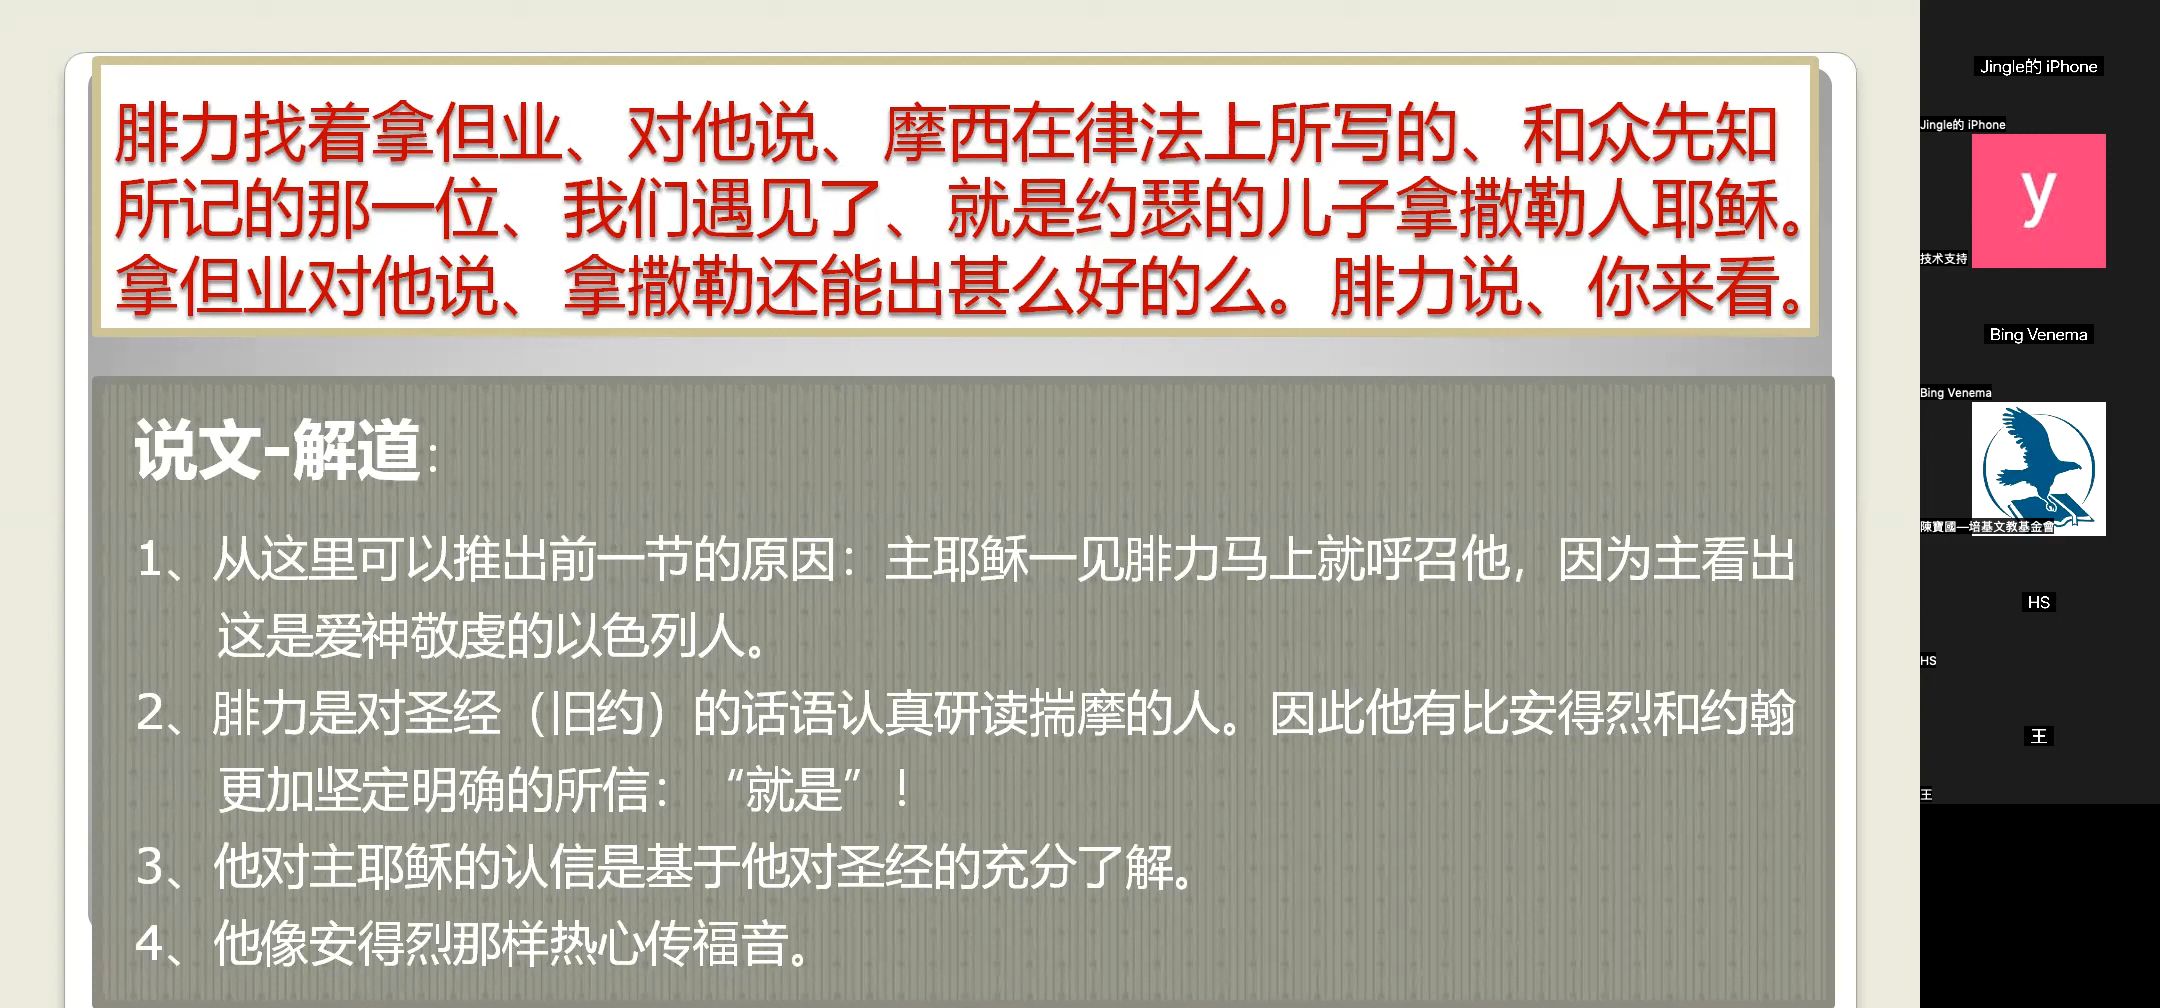 腓力找着拿但业、对他说、摩西在律法上所写的、和众先知
所记的那一位、我们遇见了、就是约瑟的儿子拿撒勒人耶稣。
拿但业对他说、拿撒勒还能出甚么好的么。腓力说、你来看。
说文-解道：
1、从这里可以推出前一节的原因：主耶稣一见腓力马上就呼召他，因为主看出
这是爱神敬虔的以色列人。
2、腓力是对圣经（旧约）的话语认真研读揣摩的人。因此他有比安得烈和约翰
更加坚定明确的所信：“就是”！
3、他对主耶稣的认信是基于他对圣经的充分了解。
4、他像安得烈那样热心传福音。
Jingle的 iPhone
Jingle的 iPhone
y
技术支持
Bing Venema
Bing Venema
陳寶國—培基文教基金會
HS
HS
王
王